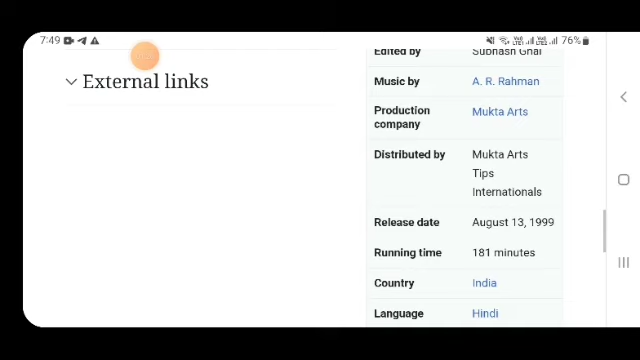 7:49
76%
Edited by Subhash Ghai
External links
Music by A. R. Rahman
Production company Mukta Arts
Distributed by Mukta Arts
Tips
Internationals
Release date August 13, 1999
Running time 181 minutes
Country India
Language Hindi